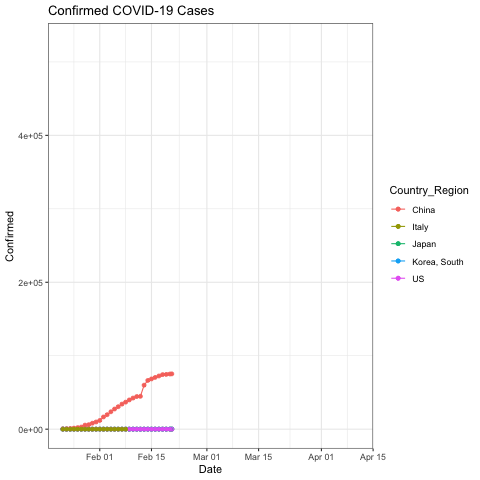 Confirmed COVID-19 Cases
4e+05
2e+05
0e+00
Confirmed
Feb 01
Feb 15
Mar 01
Mar 15
Apr 01
Apr 15
Date
Country_Region
China
Italy
Japan
Korea, South
US